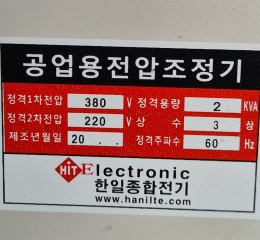 공업용전압조정기
정격1차전압 380 V 정격용량 2 KVA
정격2차전압 220 V 상 수 3 상
제조년월일 20 . . 정격주파수 60 Hz
HIT Electronic
한일종합전기
www.hanilte.com